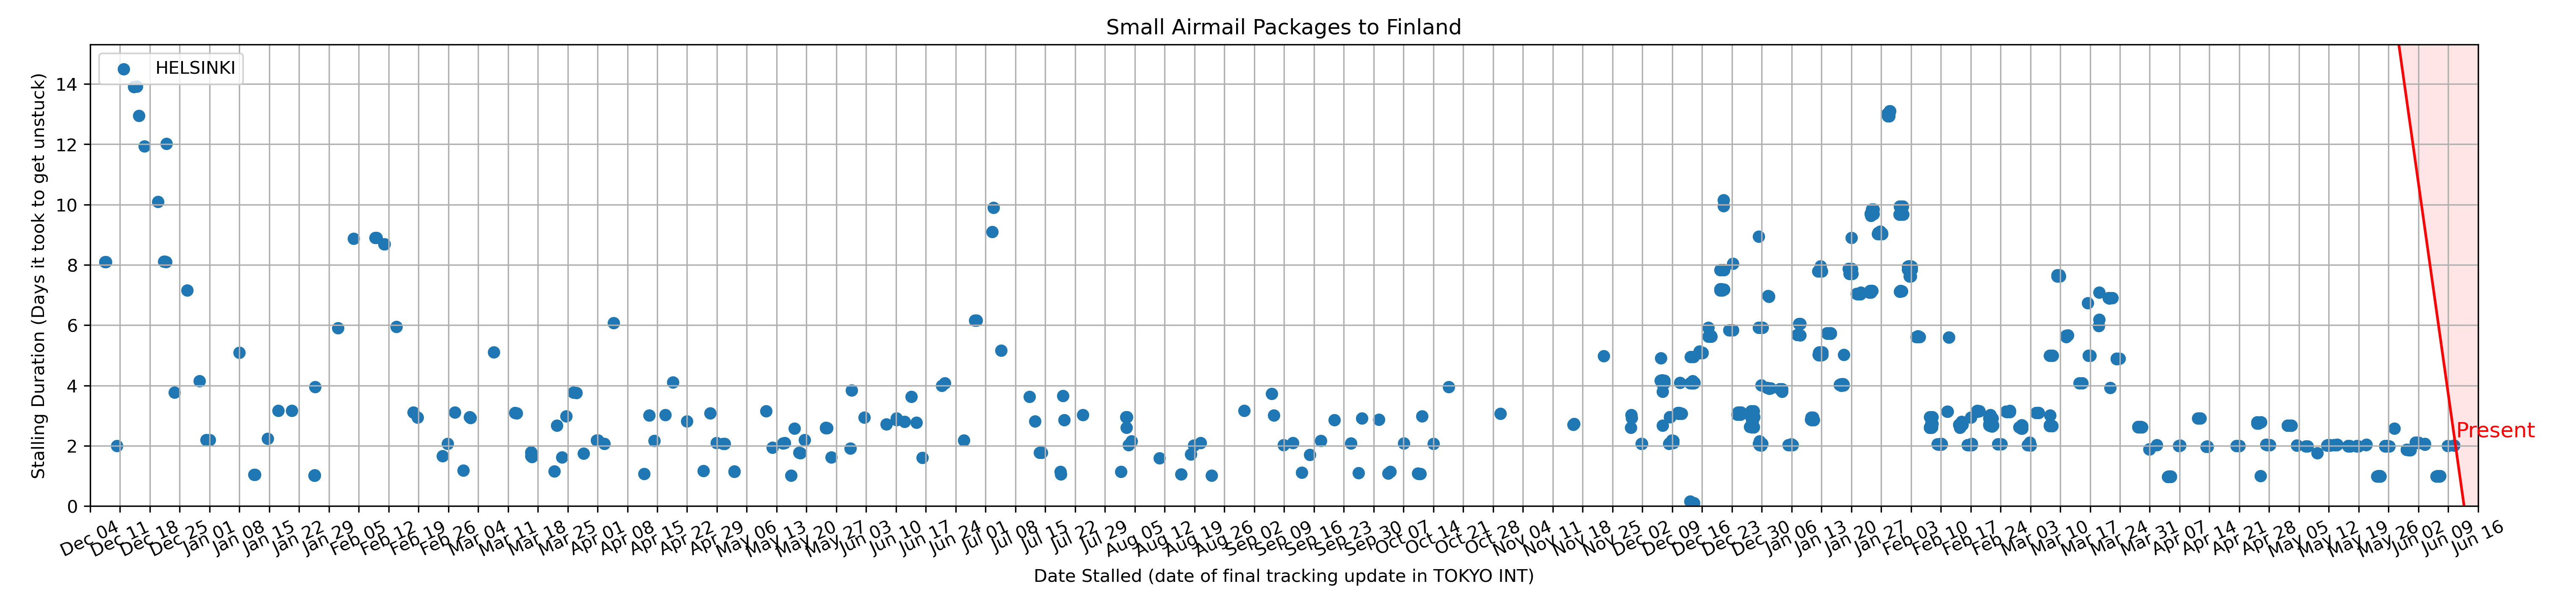 Small Airmail Packages to Finland
HELSINKI
Stalling Duration (Days it took to get unstuck)
14
12
10
8
6
4
2
0
Present
Dec 04
Dec 11
Dec 18
Dec 25
Jan 01
Jan 08
Jan 15
Jan 22
Jan 29
Feb 05
Feb 12
Feb 19
Feb 26
Mar 04
Mar 11
Mar 18
Mar 25
Apr 01
Apr 08
Apr 15
Apr 22
Apr 29
May 06
May 13
May 20
May 27
Jun 03
Jun 10
Jun 17
Jun 24
Jul 01
Jul 08
Jul 15
Jul 22
Jul 29
Aug 05
Aug 12
Aug 19
Aug 26
Sep 02
Sep 09
Sep 16
Sep 23
Sep 30
Oct 07
Oct 14
Oct 21
Oct 28
Nov 04
Nov 11
Nov 18
Nov 25
Dec 02
Dec 09
Dec 16
Dec 23
Dec 30
Jan 06
Jan 13
Jan 20
Jan 27
Feb 03
Feb 10
Feb 17
Feb 24
Mar 03
Mar 10
Mar 17
Mar 24
Mar 31
Apr 07
Apr 14
Apr 21
Apr 28
May 05
May 12
May 19
May 26
Jun 02
Jun 09
Jun 16
Date Stalled (date of final tracking update in TOKYO INT)